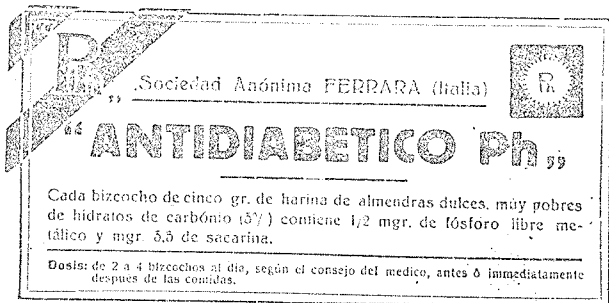 „ Sociedad Anónima FERRARA (Italia)
“ ANTIDIABETICO Ph „
Cada bizcocho de cinco gr. de harina de almendras dulces, muy pobres
de hidratos de carbónio (5%) contiene 1/2 mgr. de fósforo libre me-
tálico y mgr. 5,5 de sacarina.
Dosis: de 2 a 4 bizcochos al día, según el consejo del medico, antes ó immediatamente
después de las comidas.